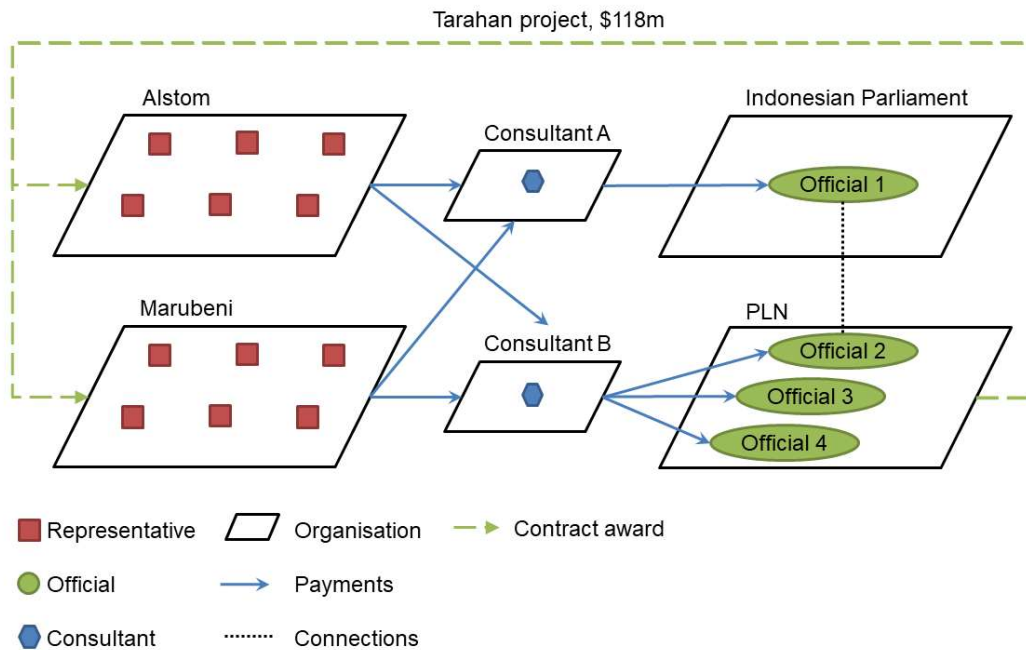 Tarahan project, $118m
Alstom
Consultant A
Indonesian Parliament
Official 1
Marubeni
Consultant B
PLN
Official 2
Official 3
Official 4
Representative
Organisation
Contract award
Official
Payments
Consultant
Connections